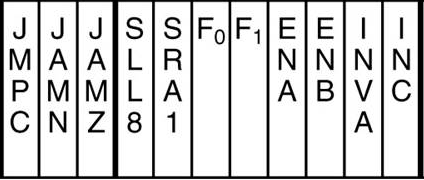 JMPC
JAMN
JAMZ
SLL8
SRA1
F₀
F₁
ENA
ENB
INVA
INC